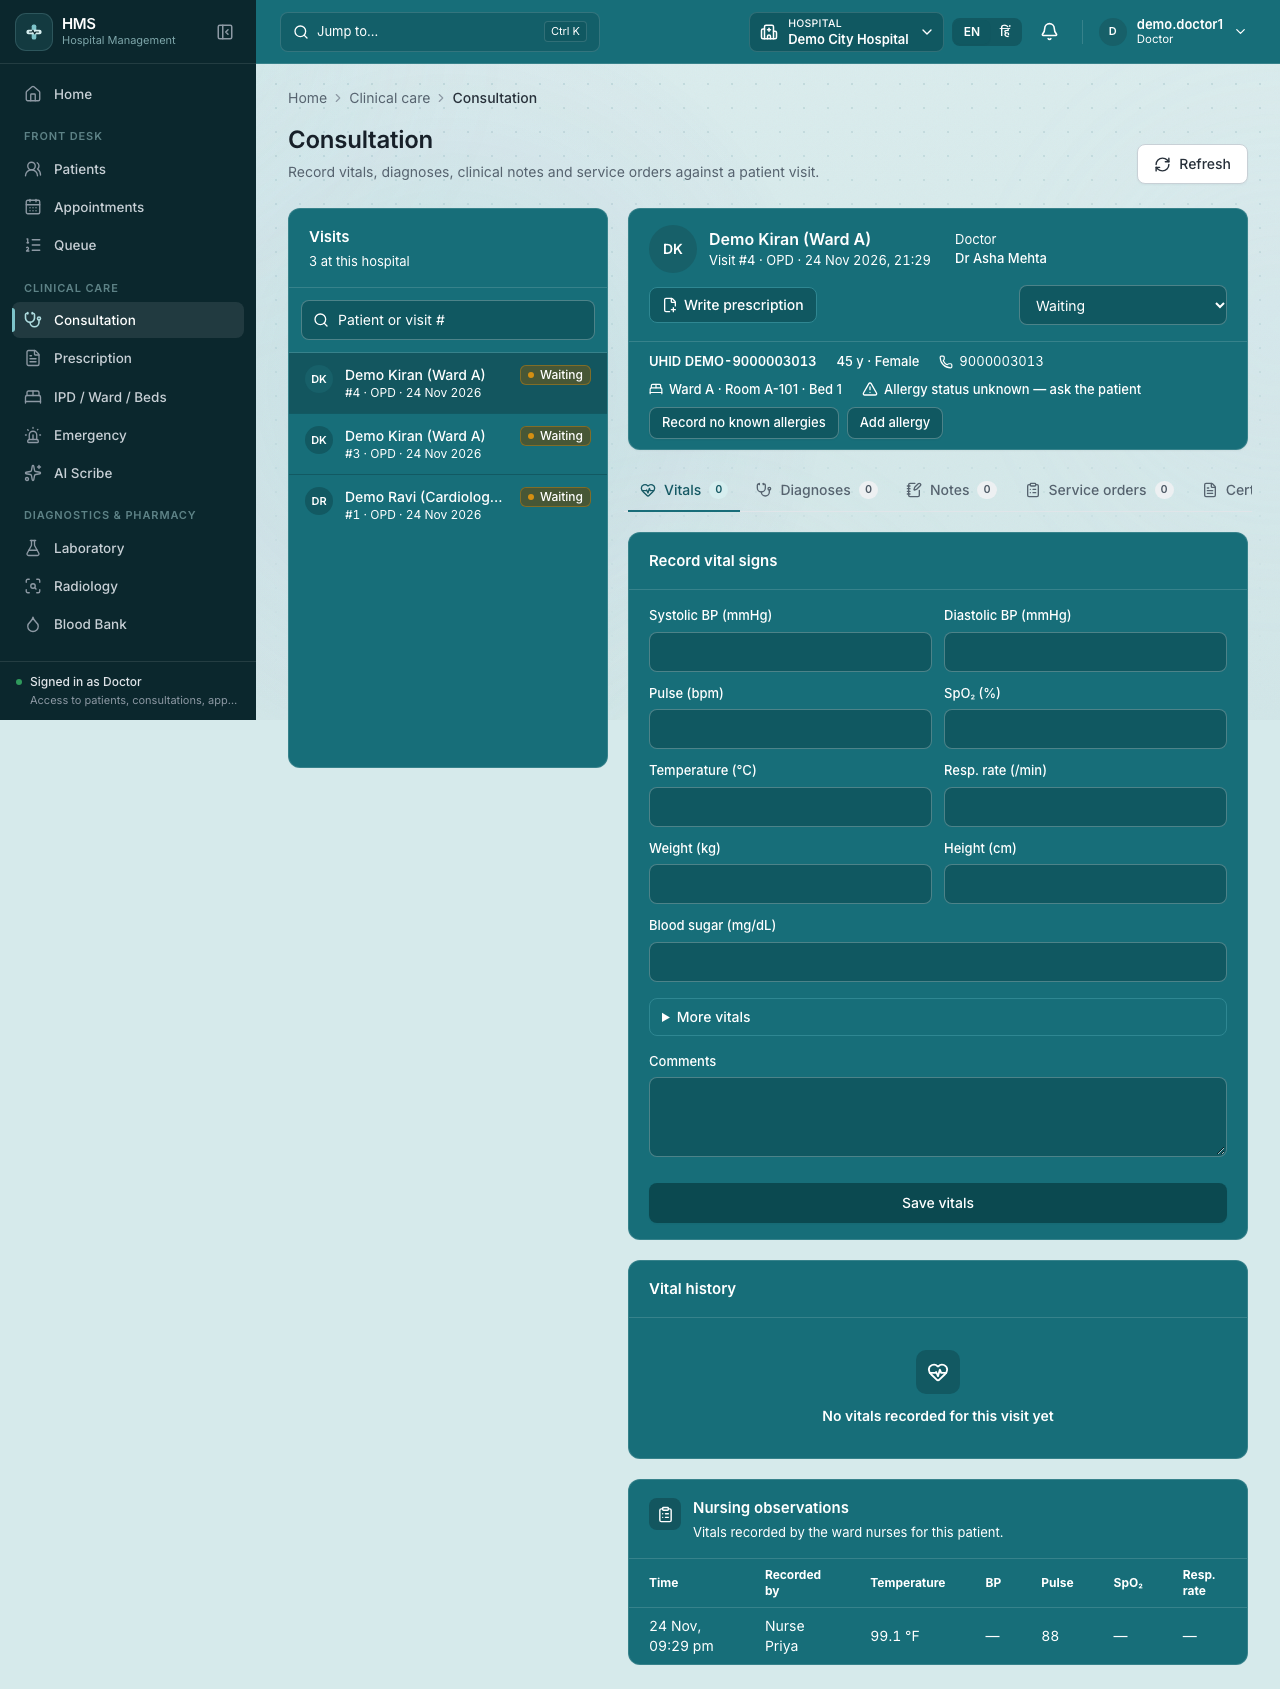 HMS
Hospital Management
Jump to...
Ctrl K
HOSPITAL
Demo City Hospital
EN
हिं
D
demo.doctor1
Doctor
Home
FRONT DESK
Patients
Appointments
Queue
CLINICAL CARE
Consultation
Prescription
IPD / Ward / Beds
Emergency
AI Scribe
DIAGNOSTICS & PHARMACY
Laboratory
Radiology
Blood Bank
Signed in as Doctor
Access to patients, consultations, app...
Home > Clinical care > Consultation
Consultation
Record vitals, diagnoses, clinical notes and service orders against a patient visit.
Refresh
Visits
3 at this hospital
Patient or visit #
DK
Demo Kiran (Ward A)
Waiting
#4 · OPD · 24 Nov 2026
DK
Demo Kiran (Ward A)
Waiting
#3 · OPD · 24 Nov 2026
DR
Demo Ravi (Cardiolog...
Waiting
#1 · OPD · 24 Nov 2026
DK
Demo Kiran (Ward A)
Visit #4 · OPD · 24 Nov 2026, 21:29
Doctor
Dr Asha Mehta
Write prescription
Waiting
UHID DEMO-9000003013 45 y · Female 9000003013
Ward A · Room A-101 · Bed 1 Allergy status unknown — ask the patient
Record no known allergies Add allergy
Vitals 0 Diagnoses 0 Notes 0 Service orders 0 Cert
Record vital signs
Systolic BP (mmHg) Diastolic BP (mmHg)
Pulse (bpm) SpO₂ (%)
Temperature (°C) Resp. rate (/min)
Weight (kg) Height (cm)
Blood sugar (mg/dL)
More vitals
Comments
Save vitals
Vital history
No vitals recorded for this visit yet
Nursing observations
Vitals recorded by the ward nurses for this patient.
Time Recorded by Temperature BP Pulse SpO₂ Resp. rate
24 Nov, 09:29 pm Nurse Priya 99.1 °F — 88 — —